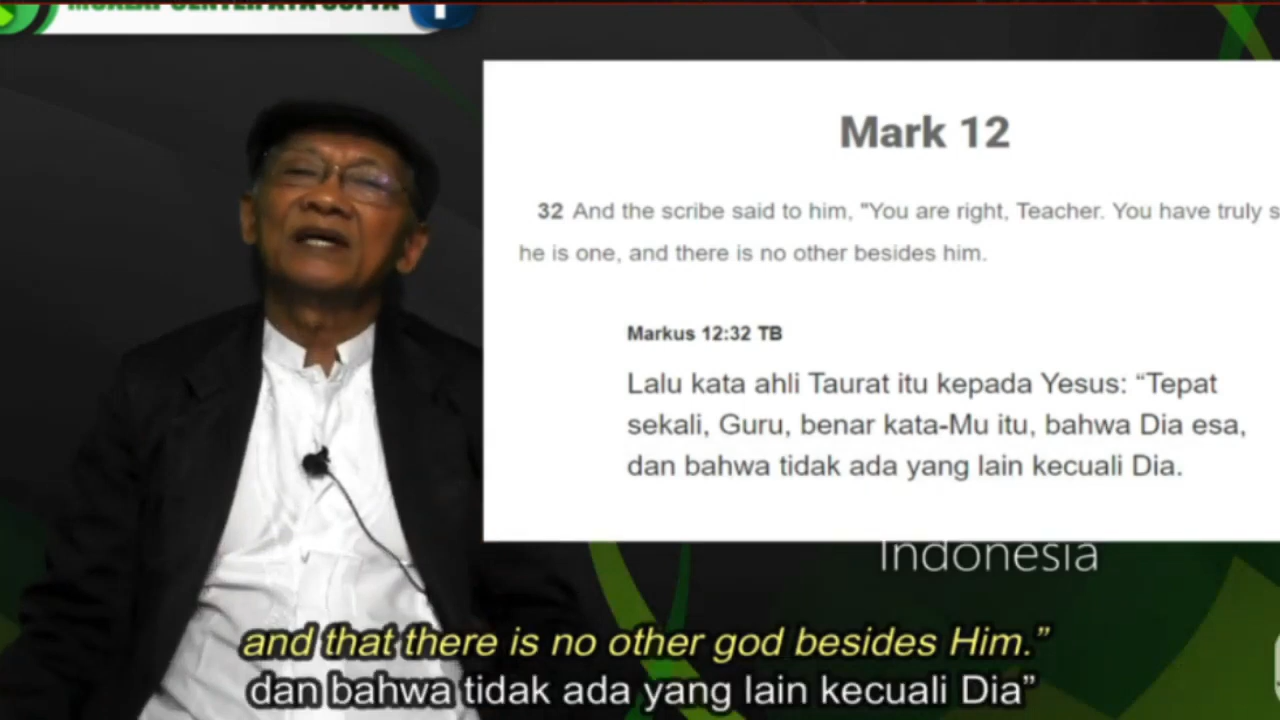 Mark 12
32 And the scribe said to him, "You are right, Teacher. You have truly s
he is one, and there is no other besides him.
Markus 12:32 TB
Lalu kata ahli Taurat itu kepada Yesus: “Tepat
sekali, Guru, benar kata-Mu itu, bahwa Dia esa,
dan bahwa tidak ada yang lain kecuali Dia.
Indonesia
and that there is no other god besides Him.”
dan bahwa tidak ada yang lain kecuali Dia”